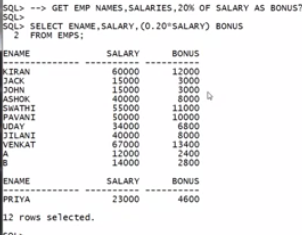 SQL> --> GET EMP NAMES,SALARIES,20% OF SALARY AS BONUS?
SQL>
SQL> SELECT ENAME,SALARY,(0.20*SALARY) BONUS
  2  FROM EMPS;
ENAME SALARY BONUS
---------- ---------- ----------
KIRAN 60000 12000
JACK 15000 3000
JOHN 15000 3000
ASHOK 40000 8000
SWATHI 55000 11000
PAVANI 50000 10000
UDAY 34000 6800
JILANI 40000 8000
VENKAT 67000 13400
A 12000 2400
B 14000 2800
ENAME SALARY BONUS
---------- ---------- ----------
PRIYA 23000 4600
12 rows selected.
SQL>